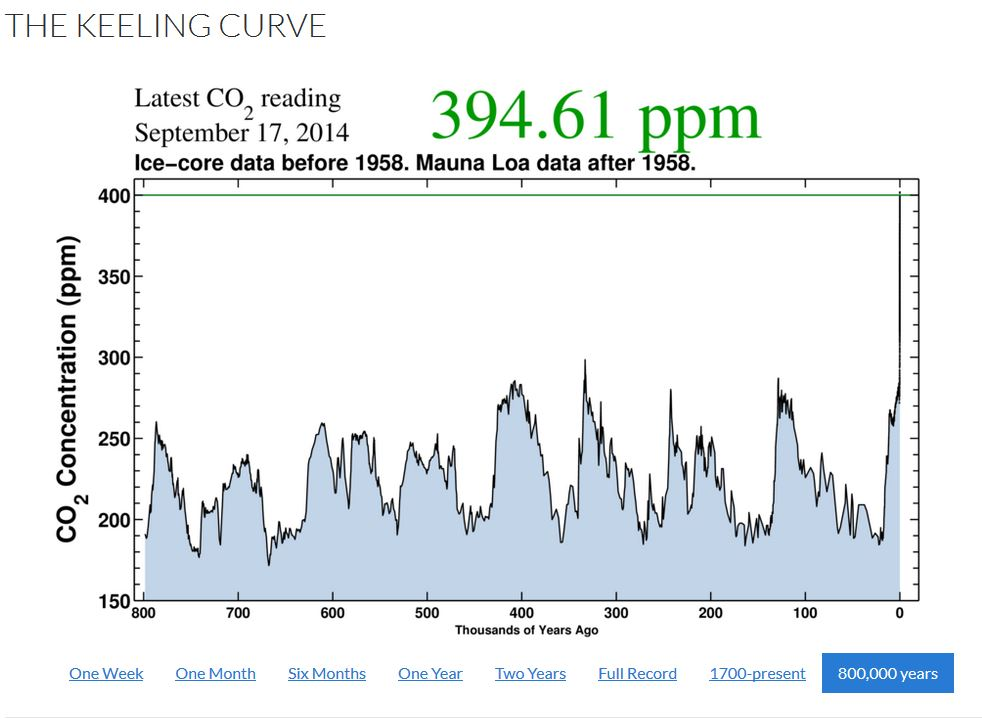 THE KEELING CURVE
Latest CO2 reading
September 17, 2014
394.61 ppm
Ice-core data before 1958. Mauna Loa data after 1958.
CO2 Concentration (ppm)
400
350
300
250
200
150
800 700 600 500 400 300 200 100 0
Thousands of Years Ago
One Week One Month Six Months One Year Two Years Full Record 1700-present 800,000 years